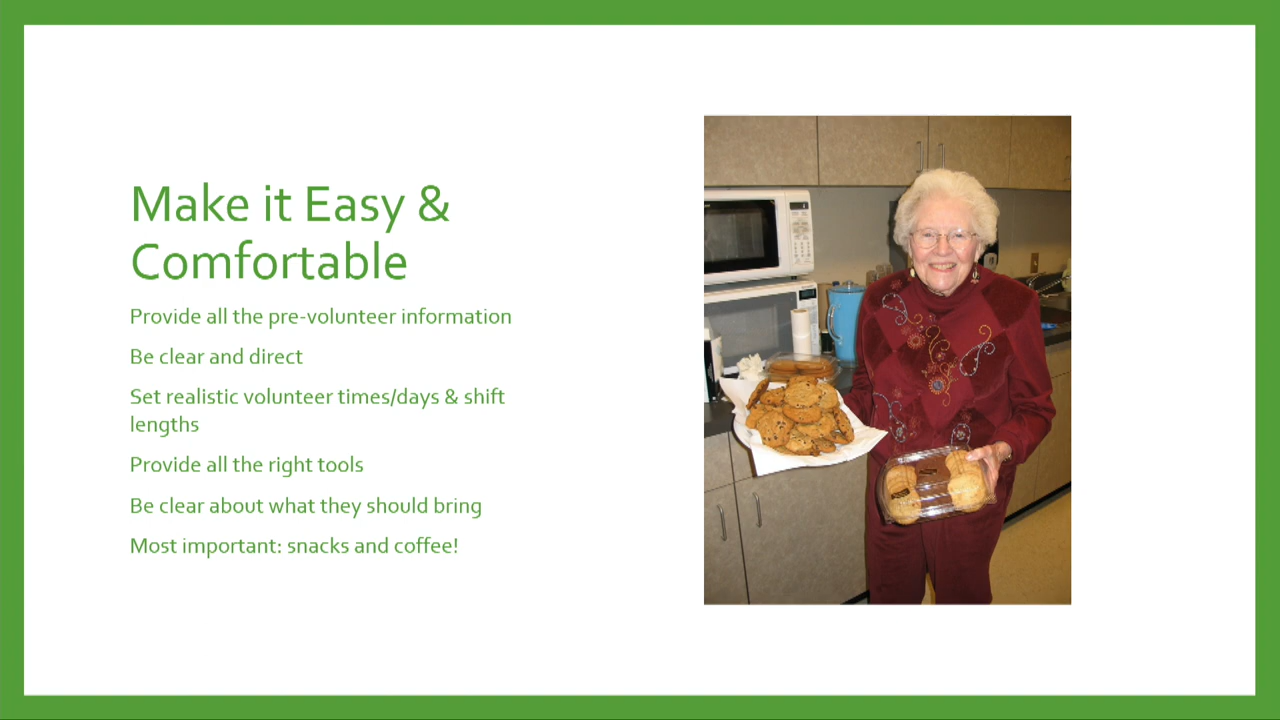 Make it Easy &
Comfortable
Provide all the pre-volunteer information
Be clear and direct
Set realistic volunteer times/days & shift
lengths
Provide all the right tools
Be clear about what they should bring
Most important: snacks and coffee!